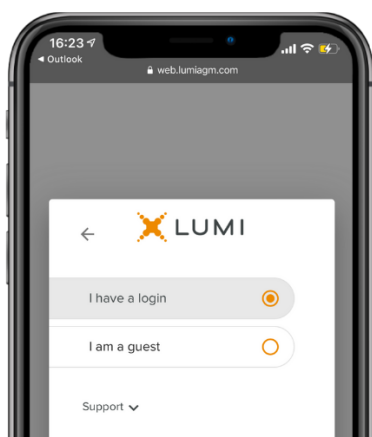 16:23
Outlook
web.lumiagm.com
LUMI
I have a login
I am a guest
Support